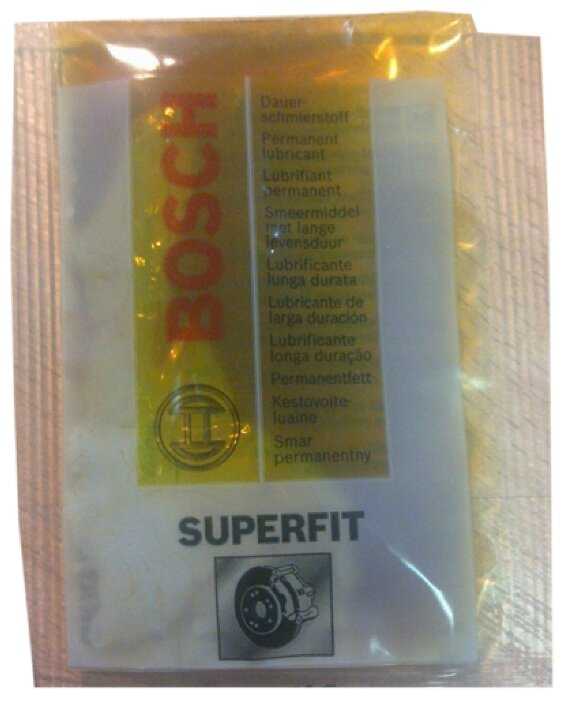 BOSCH
Dauer-
schmierstoff
Permanent
lubricant
Lubrifiant
permanent
Smeermiddel
met lange
levensduur
Lubrificante
lunga durata
Lubricante de
larga duración
Lubrificante
longa duração
Permanentfett
Kestovoite-
luaine
Smar
permanentny
SUPERFIT